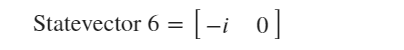 Statevector 6 = [−i 0]